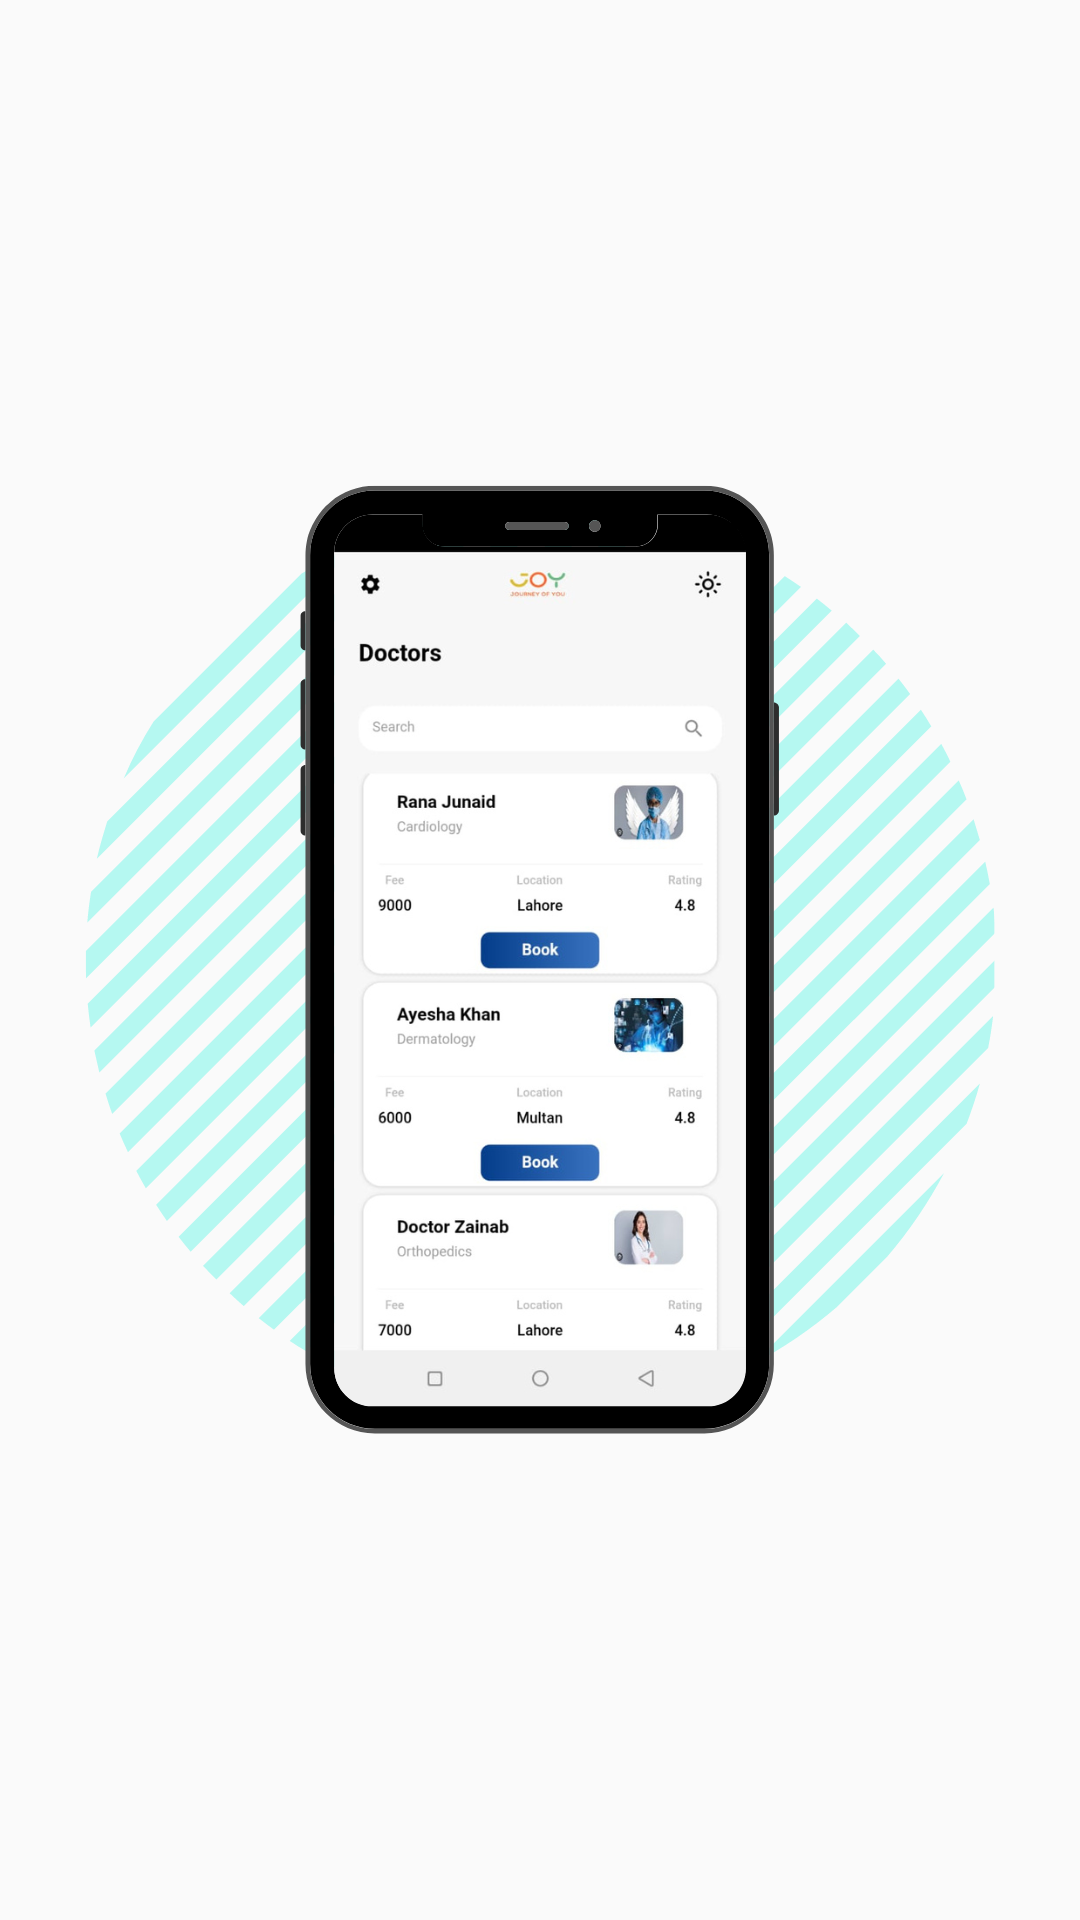 JOY
JOURNEY OF YOU
Doctors
Search
Rana Junaid
Cardiology
Fee Location Rating
9000 Lahore 4.8
Book
Ayesha Khan
Dermatology
Fee Location Rating
6000 Multan 4.8
Book
Doctor Zainab
Orthopedics
Fee Location Rating
7000 Lahore 4.8